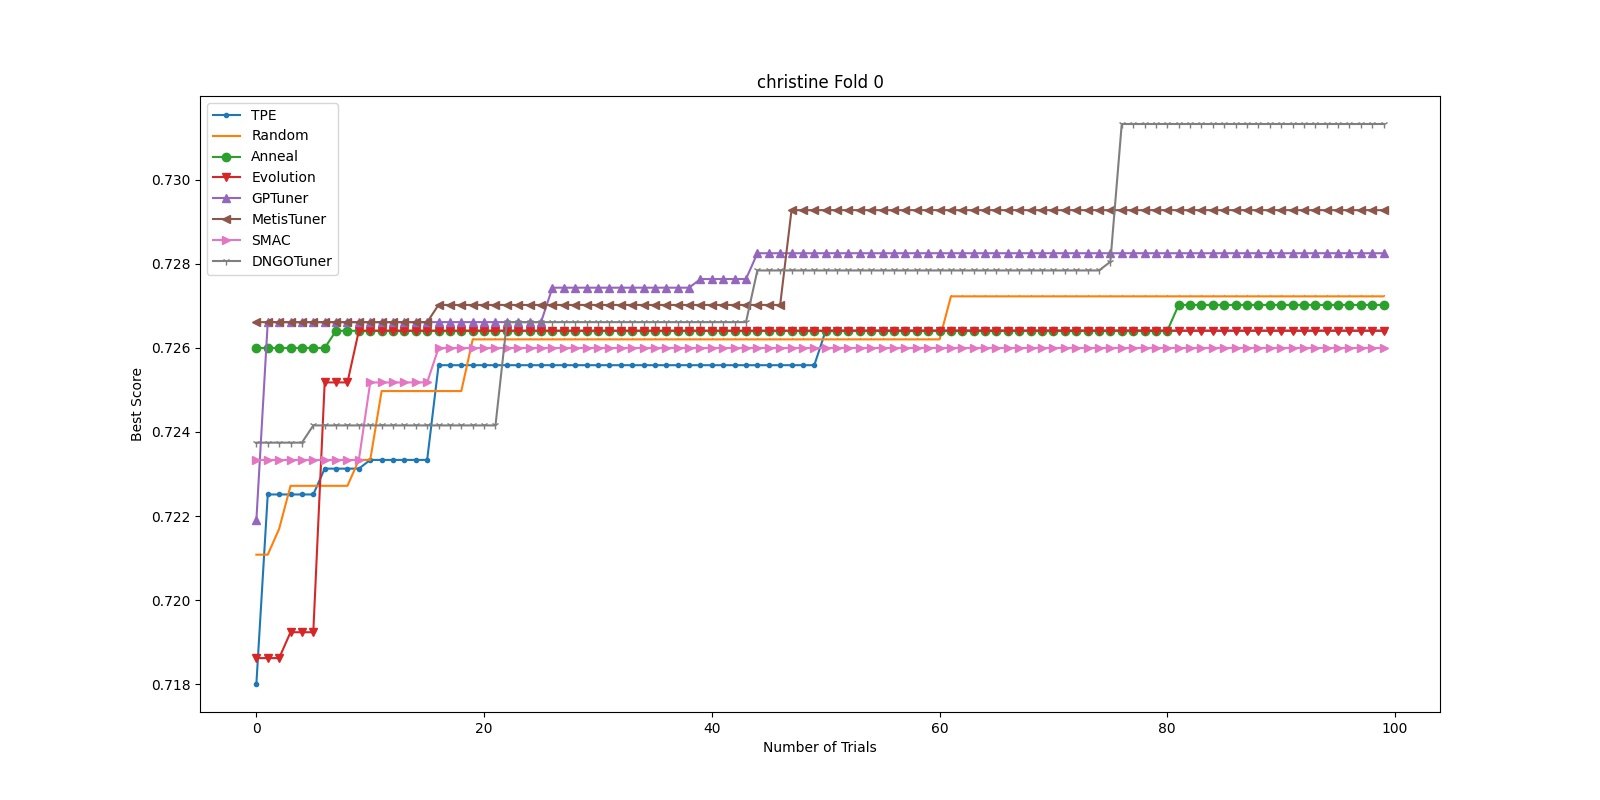 christine Fold 0
TPE
Random
Anneal
Evolution
GPTuner
MetisTuner
SMAC
DNGOTuner
Best Score
0.730
0.728
0.726
0.724
0.722
0.720
0.718
0
20
40
60
80
100
Number of Trials